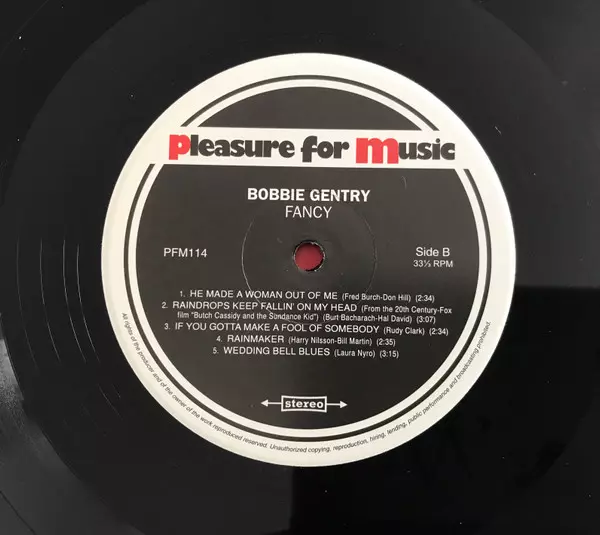 Pleasure for Music
BOBBIE GENTRY
FANCY
PFM114
Side B
33⅓ RPM
1. HE MADE A WOMAN OUT OF ME (Fred Burch-Don Hill) (2:34)
2. RAINDROPS KEEP FALLIN' ON MY HEAD (From the 20th Century-Fox
film "Butch Cassidy and the Sundance Kid") (Burt Bacharach-Hal David) (3:07)
3. IF YOU GOTTA MAKE A FOOL OF SOMEBODY (Rudy Clark) (2:34)
4. RAINMAKER (Harry Nilsson-Bill Martin) (2:35)
5. WEDDING BELL BLUES (Laura Nyro) (3:15)
stereo
All rights of the producer and of the owner of the work reproduced reserved. Unauthorized copying, reproduction, hiring, lending, public performance and broadcasting prohibited.